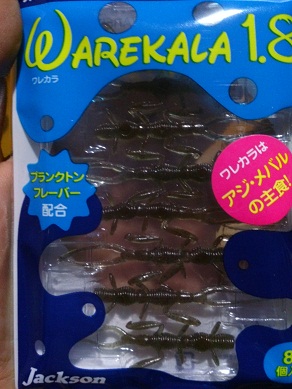 WAREKALA 1.8
ワレカラ
プランクトン
フレーバー
配合
ワレカラは
アジ・メバル
の主食!
Jackson
8
個入